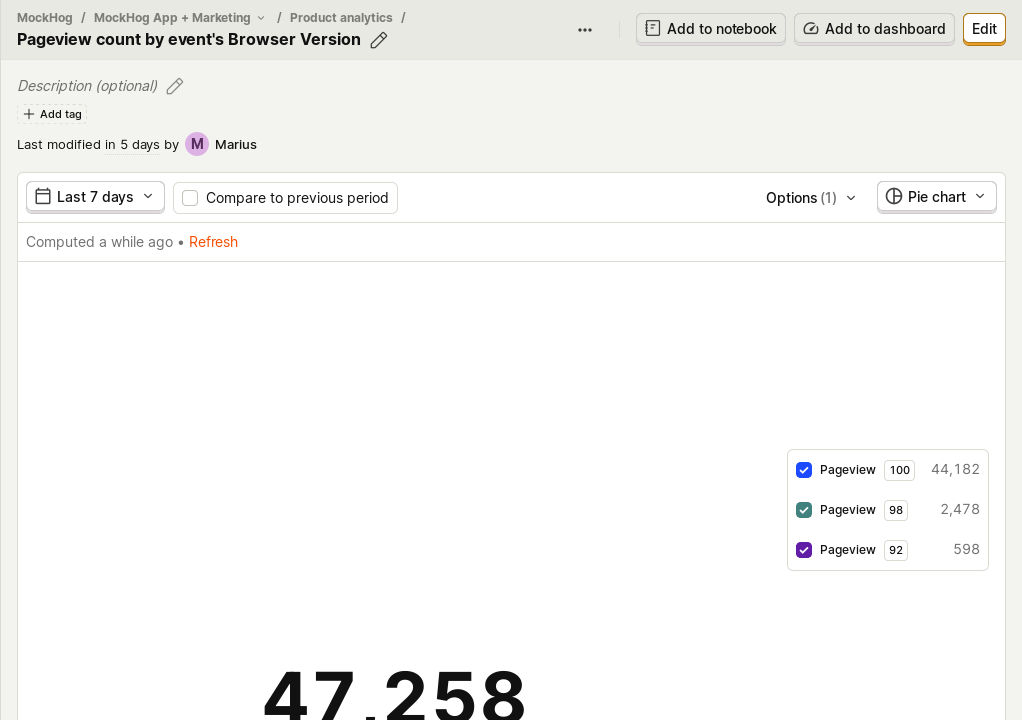 MockHog / MockHog App + Marketing / Product analytics /
Pageview count by event's Browser Version
Add to notebook
Add to dashboard
Edit
Description (optional)
Add tag
Last modified in 5 days by M Marius
Last 7 days
Compare to previous period
Options (1)
Pie chart
Computed a while ago • Refresh
Pageview 100 44,182
Pageview 98 2,478
Pageview 92 598
47,258